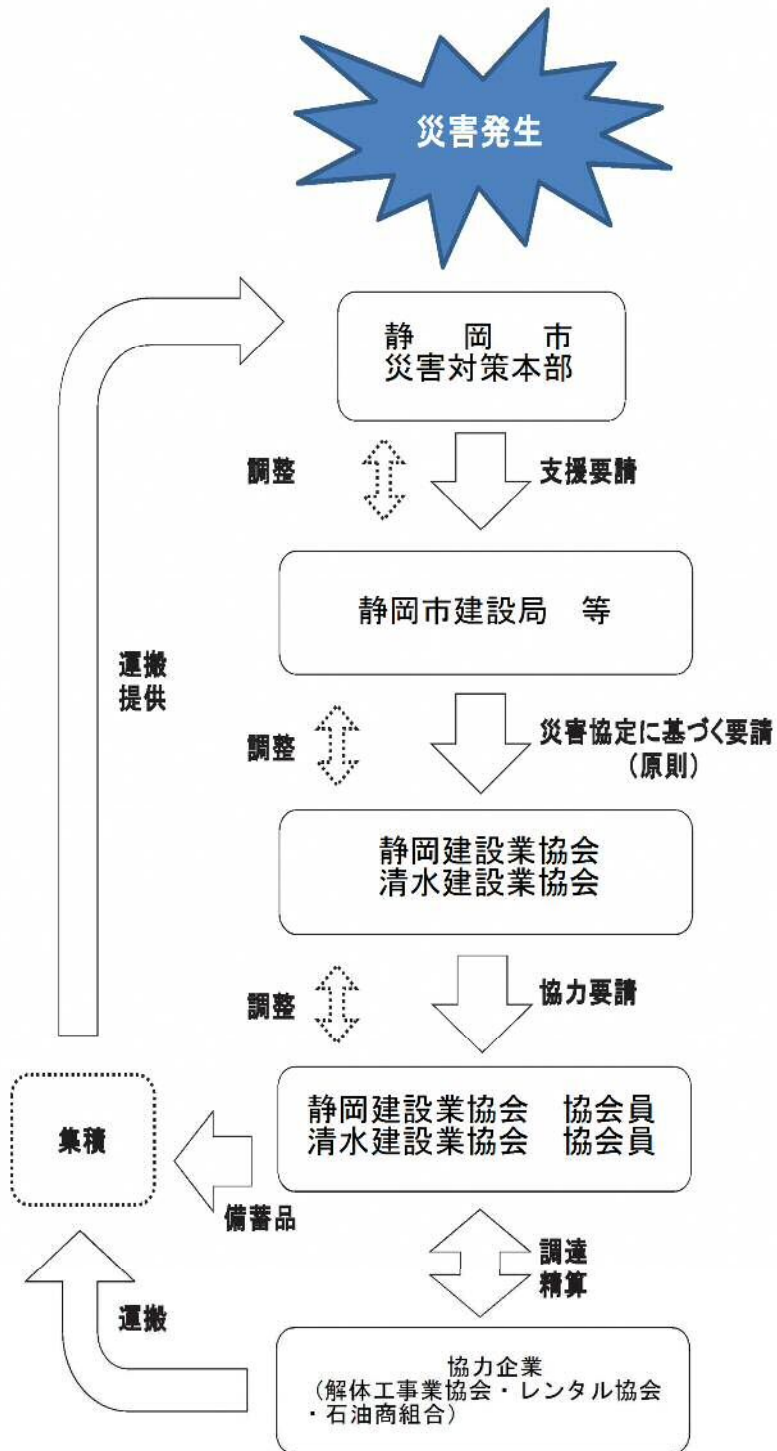 災害発生
静　岡　市
災害対策本部
調整
支援要請
静岡市建設局　等
運搬
提供
調整
災害協定に基づく要請
（原則）
静岡建設業協会
清水建設業協会
調整
協力要請
静岡建設業協会　協会員
清水建設業協会　協会員
集積
備蓄品
調達
精算
運搬
協力企業
（解体工事業協会・レンタル協会
・石油商組合）